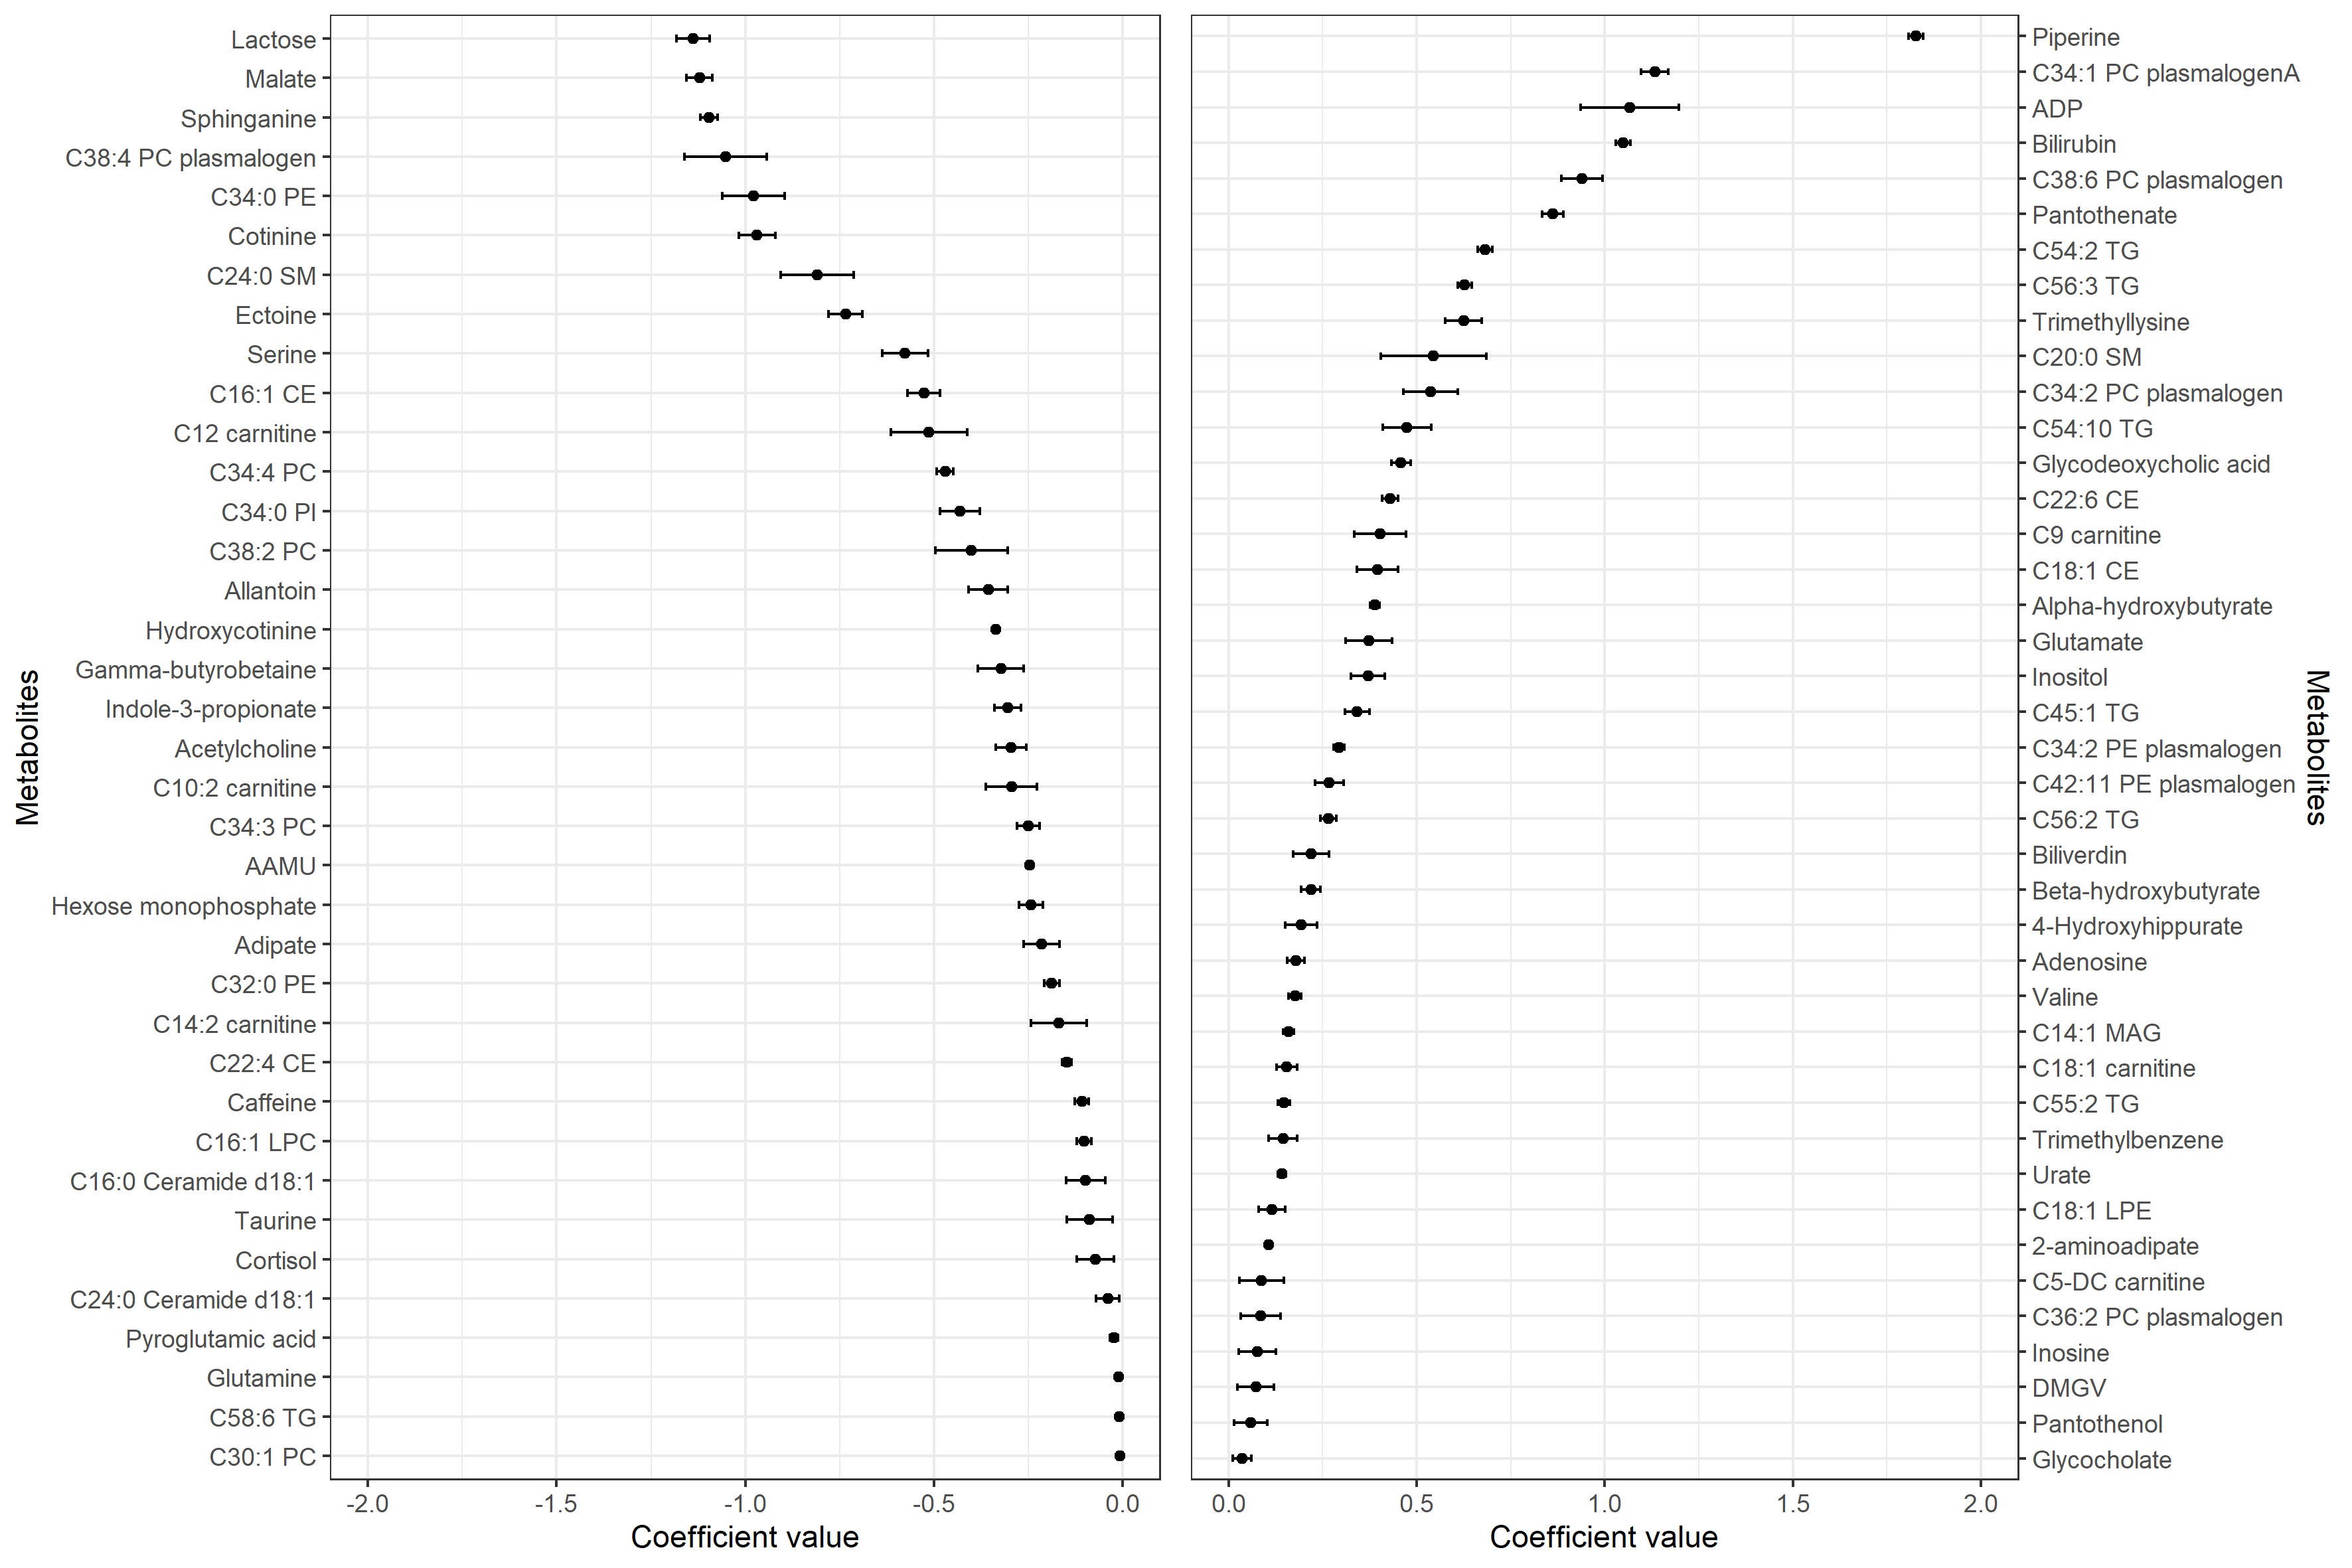 Metabolites
Lactose
Malate
Sphinganine
C38:4 PC plasmalogen
C34:0 PE
Cotinine
C24:0 SM
Ectoine
Serine
C16:1 CE
C12 carnitine
C34:4 PC
C34:0 PI
C38:2 PC
Allantoin
Hydroxycotinine
Gamma-butyrobetaine
Indole-3-propionate
Acetylcholine
C10:2 carnitine
C34:3 PC
AAMU
Hexose monophosphate
Adipate
C32:0 PE
C14:2 carnitine
C22:4 CE
Caffeine
C16:1 LPC
C16:0 Ceramide d18:1
Taurine
Cortisol
C24:0 Ceramide d18:1
Pyroglutamic acid
Glutamine
C58:6 TG
C30:1 PC
-2.0 -1.5 -1.0 -0.5 0.0
Coefficient value
Piperine
C34:1 PC plasmalogenA
ADP
Bilirubin
C38:6 PC plasmalogen
Pantothenate
C54:2 TG
C56:3 TG
Trimethyllysine
C20:0 SM
C34:2 PC plasmalogen
C54:10 TG
Glycodeoxycholic acid
C22:6 CE
C9 carnitine
C18:1 CE
Alpha-hydroxybutyrate
Glutamate
Inositol
C45:1 TG
C34:2 PE plasmalogen
C42:11 PE plasmalogen
C56:2 TG
Biliverdin
Beta-hydroxybutyrate
4-Hydroxyhippurate
Adenosine
Valine
C14:1 MAG
C18:1 carnitine
C55:2 TG
Trimethylbenzene
Urate
C18:1 LPE
2-aminoadipate
C5-DC carnitine
C36:2 PC plasmalogen
Inosine
DMGV
Pantothenol
Glycocholate
0.0 0.5 1.0 1.5 2.0
Coefficient value
Metabolites